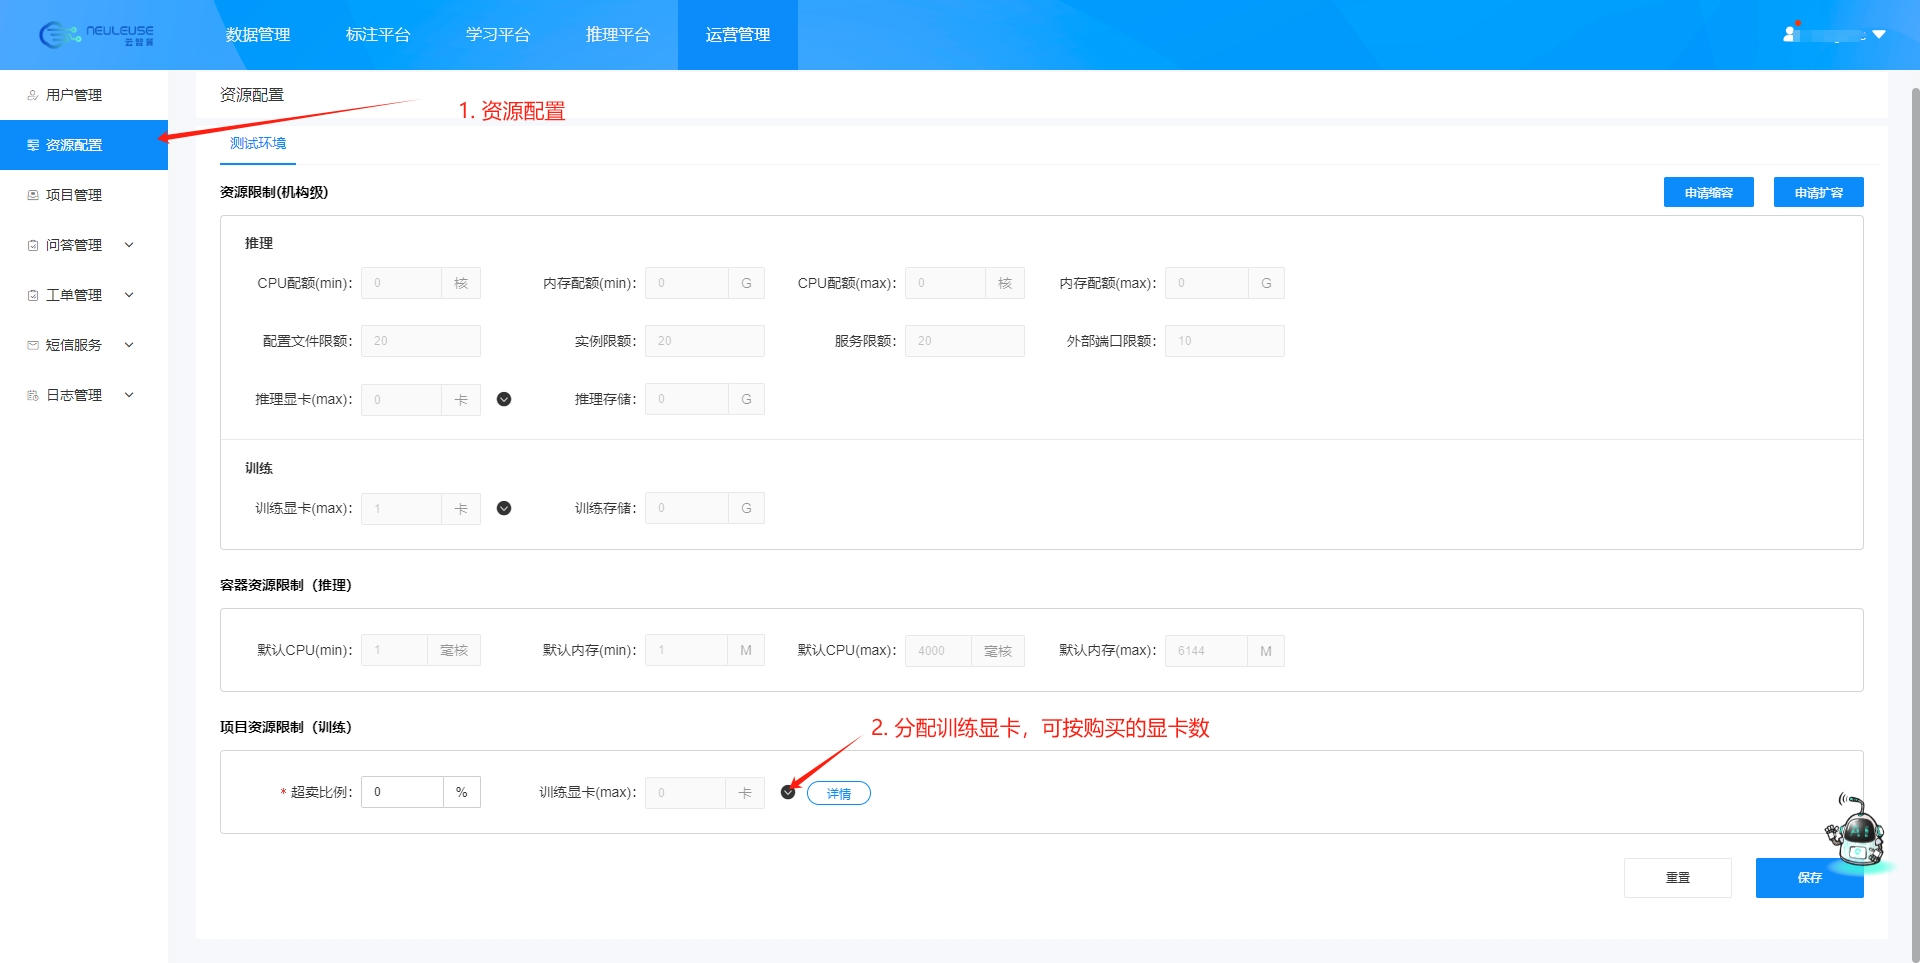 NEULEUSE
云智翼
数据管理 标注平台 学习平台 推理平台 运营管理
用户管理
资源配置
项目管理
问答管理
工单管理
短信服务
日志管理
资源配置
1. 资源配置
测试环境
资源限制(机构级) 申请缩容 申请扩容
推理
CPU配额(min): 0 核 内存配额(min): 0 G CPU配额(max): 0 核 内存配额(max): 0 G
配置文件限额: 20 实例限额: 20 服务限额: 20 外部端口限额: 10
推理显卡(max): 0 卡 推理存储: 0 G
训练
训练显卡(max): 1 卡 训练存储: 0 G
容器资源限制（推理）
默认CPU(min): 1 毫核 默认内存(min): 1 M 默认CPU(max): 4000 毫核 默认内存(max): 6144 M
项目资源限制（训练）
2. 分配训练显卡，可按购买的显卡数
* 超卖比例: 0 % 训练显卡(max): 0 卡 详情
AI
重置 保存